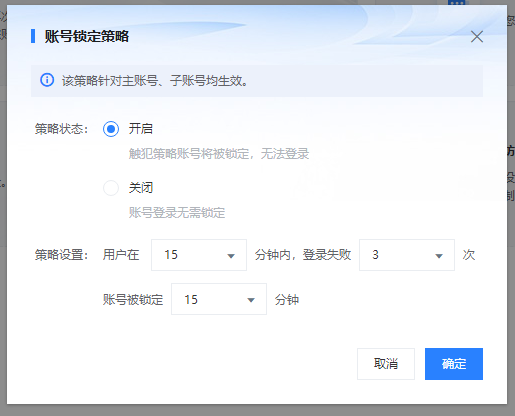 账号锁定策略
该策略针对主账号、子账号均生效。
策略状态: 开启
触犯策略账号将被锁定，无法登录
关闭
账号登录无需锁定
策略设置: 用户在 15 分钟内，登录失败 3 次
账号被锁定 15 分钟
取消 确定